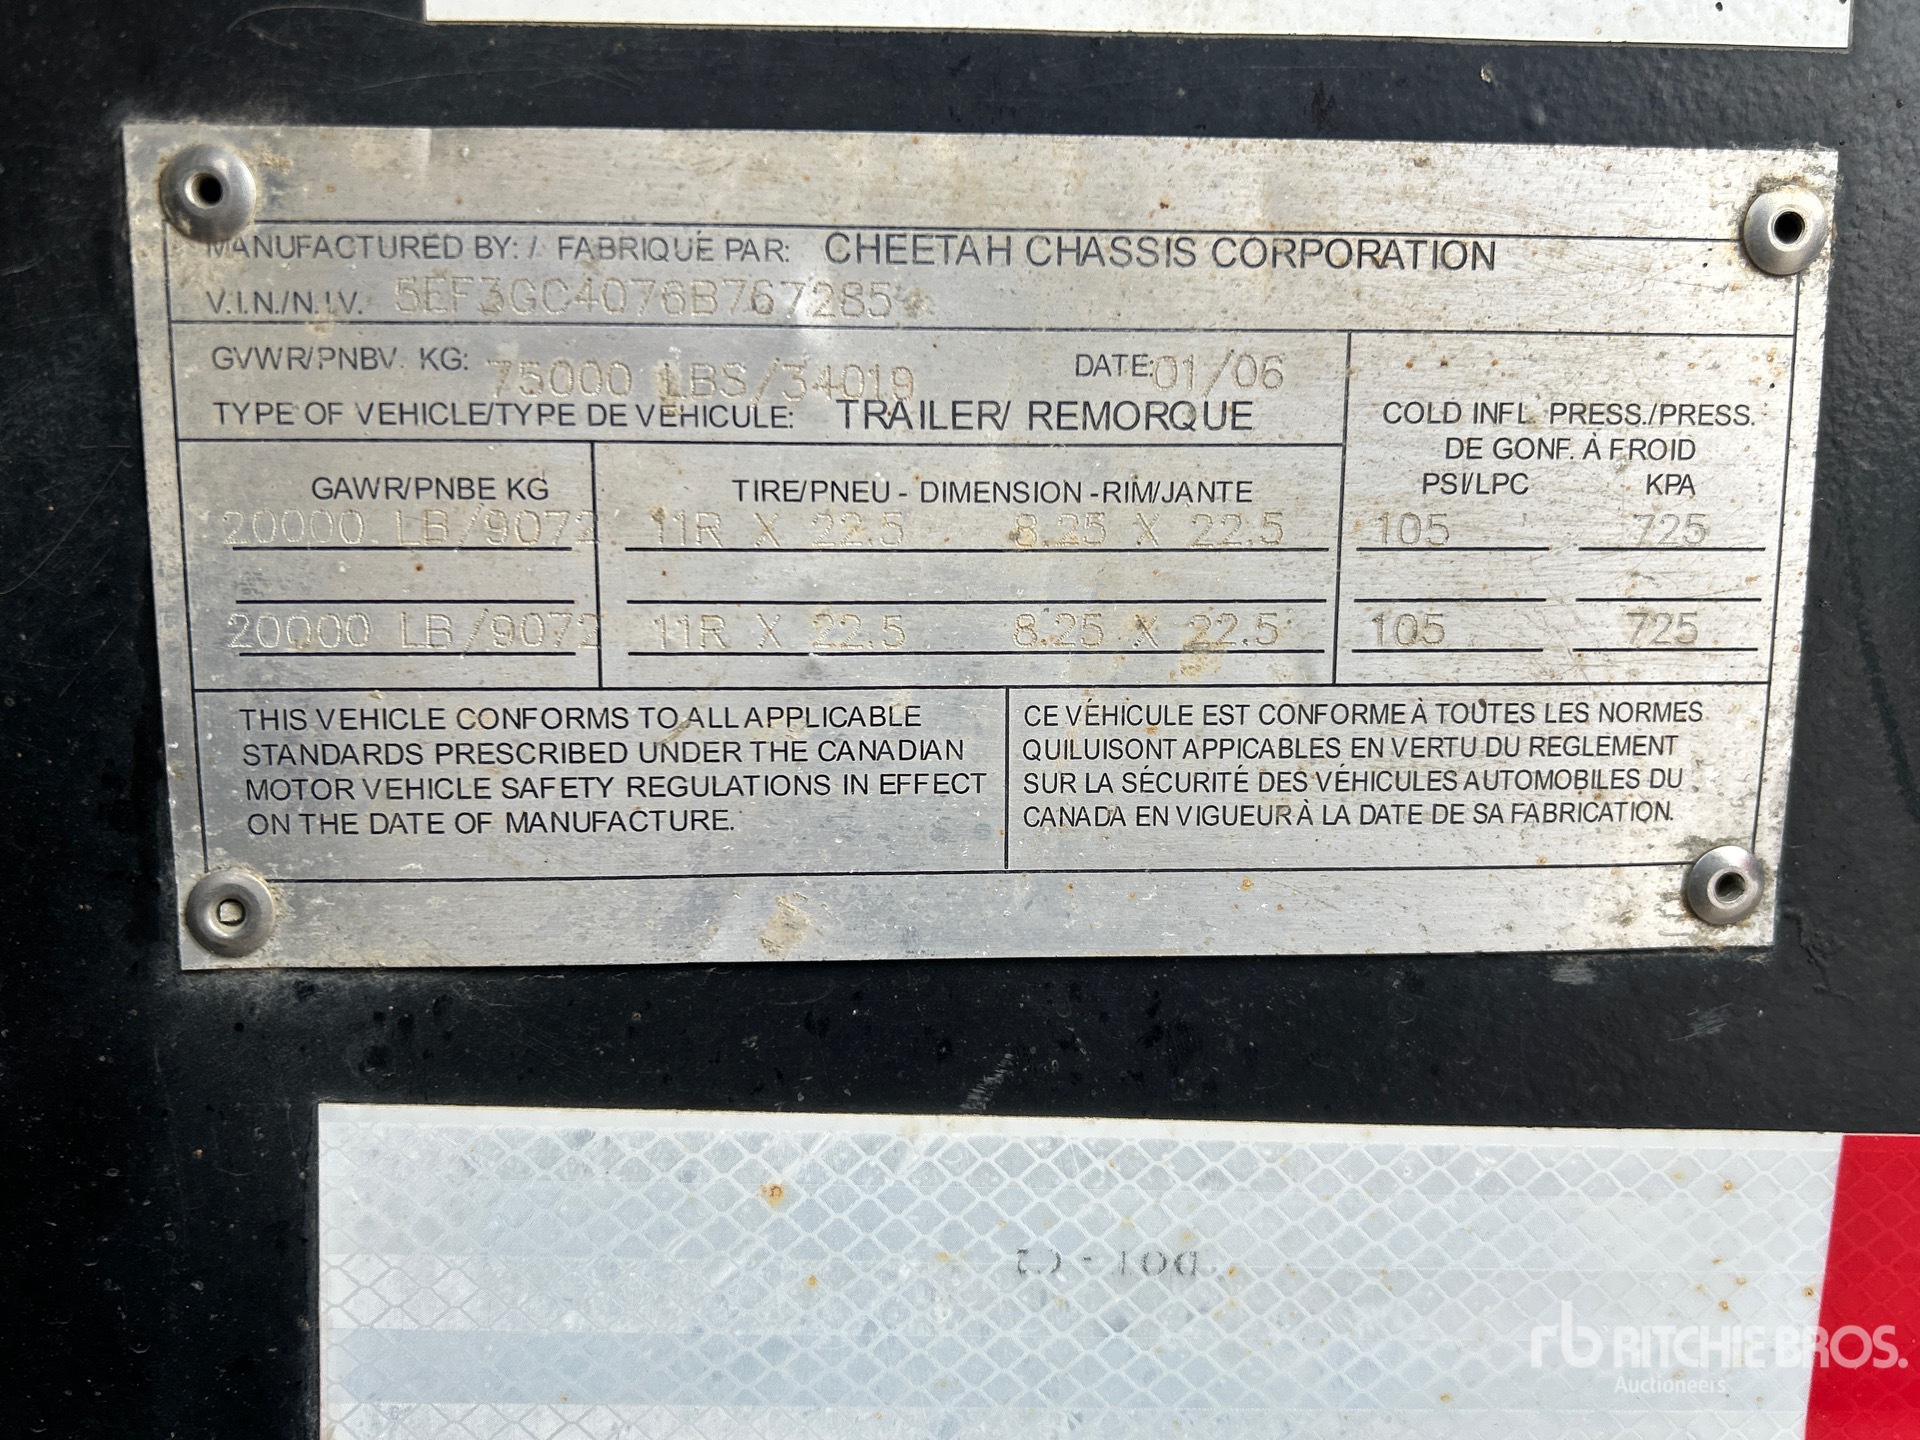 MANUFACTURED BY: / FABRIQUÉ PAR: CHEETAH CHASSIS CORPORATION
V.I.N./N.I.V. 5EF3GC4076B767285*
GVWR/PNBV. KG: 75000 LBS/34019 DATE: 01/06
TYPE OF VEHICLE/TYPE DE VÉHICULE: TRAILER/ REMORQUE
COLD INFL. PRESS./PRESS.
DE GONF. À FROID
GAWR/PNBE KG TIRE/PNEU - DIMENSION -RIM/JANTE PSI/LPC KPA
20000 LB/9072 11R X 22.5 8.25 X 22.5 105 725
20000 LB/9072 11R X 22.5 8.25 X 22.5 105 725
THIS VEHICLE CONFORMS TO ALL APPLICABLE
STANDARDS PRESCRIBED UNDER THE CANADIAN
MOTOR VEHICLE SAFETY REGULATIONS IN EFFECT
ON THE DATE OF MANUFACTURE.
CE VÉHICULE EST CONFORME À TOUTES LES NORMES
QUILUISONT APPICABLES EN VERTU DU REGLEMENT
SUR LA SÉCURITÉ DES VÉHICULES AUTOMOBILES DU
CANADA EN VIGUEUR À LA DATE DE SA FABRICATION.
DOT - C2
rb RITCHIE BROS.
Auctioneers